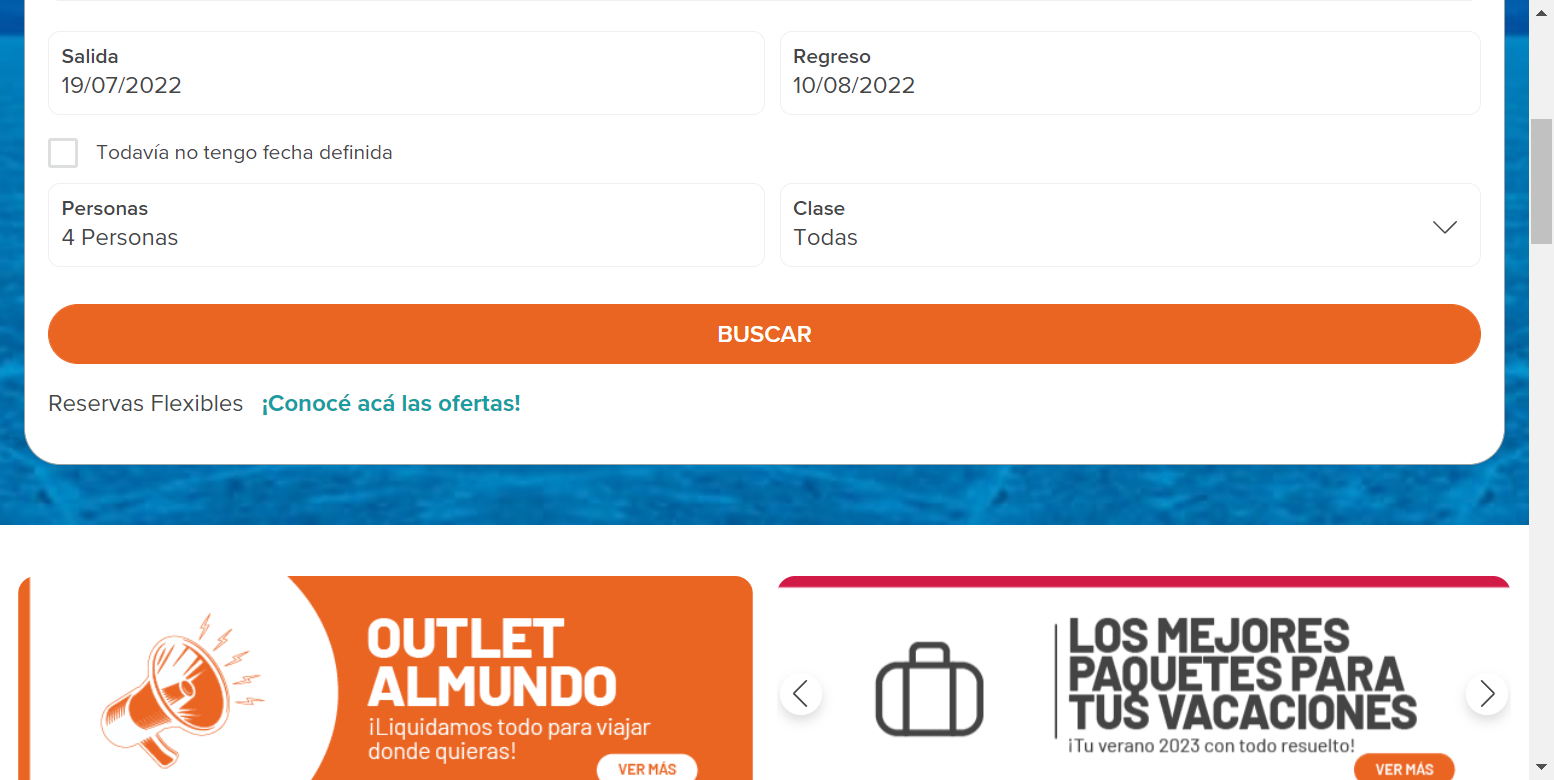 Salida
19/07/2022
Regreso
10/08/2022
Todavía no tengo fecha definida
Personas
4 Personas
Clase
Todas
BUSCAR
Reservas Flexibles ¡Conocé acá las ofertas!
OUTLET
ALMUNDO
¡Liquidamos todo para viajar
donde quieras!
VER MÁS
LOS MEJORES
PAQUETES PARA
TUS VACACIONES
¡Tu verano 2023 con todo resuelto!
VER MÁS